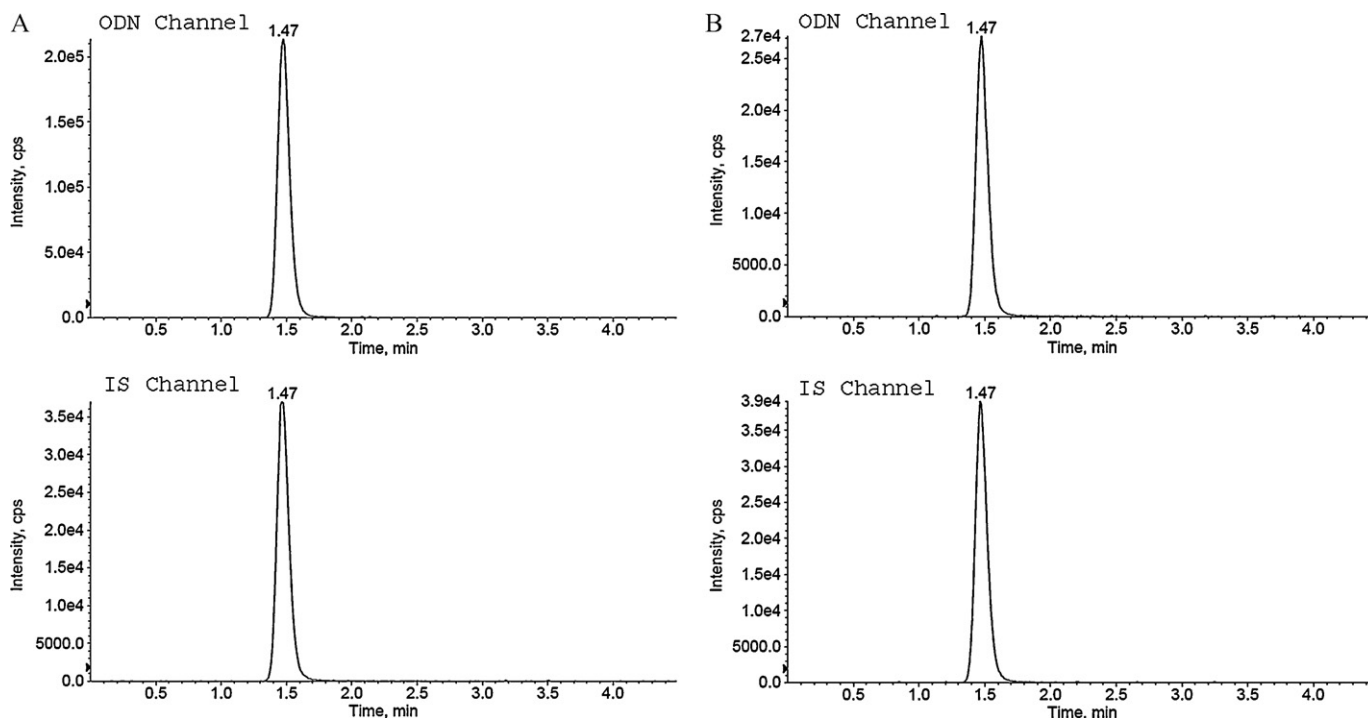 A
ODN Channel
1.47
2.0e5
1.5e5
1.0e5
5.0e4
0.0
Intensity, cps
0.5 1.0 1.5 2.0 2.5 3.0 3.5 4.0
Time, min
IS Channel
1.47
3.5e4
3.0e4
2.5e4
2.0e4
1.5e4
1.0e4
5000.0
0.0
Intensity, cps
0.5 1.0 1.5 2.0 2.5 3.0 3.5 4.0
Time, min
B
ODN Channel
1.47
2.7e4
2.5e4
2.0e4
1.5e4
1.0e4
5000.0
0.0
Intensity, cps
0.5 1.0 1.5 2.0 2.5 3.0 3.5 4.0
Time, min
IS Channel
1.47
3.9e4
3.5e4
3.0e4
2.5e4
2.0e4
1.5e4
1.0e4
5000.0
0.0
Intensity, cps
0.5 1.0 1.5 2.0 2.5 3.0 3.5 4.0
Time, min